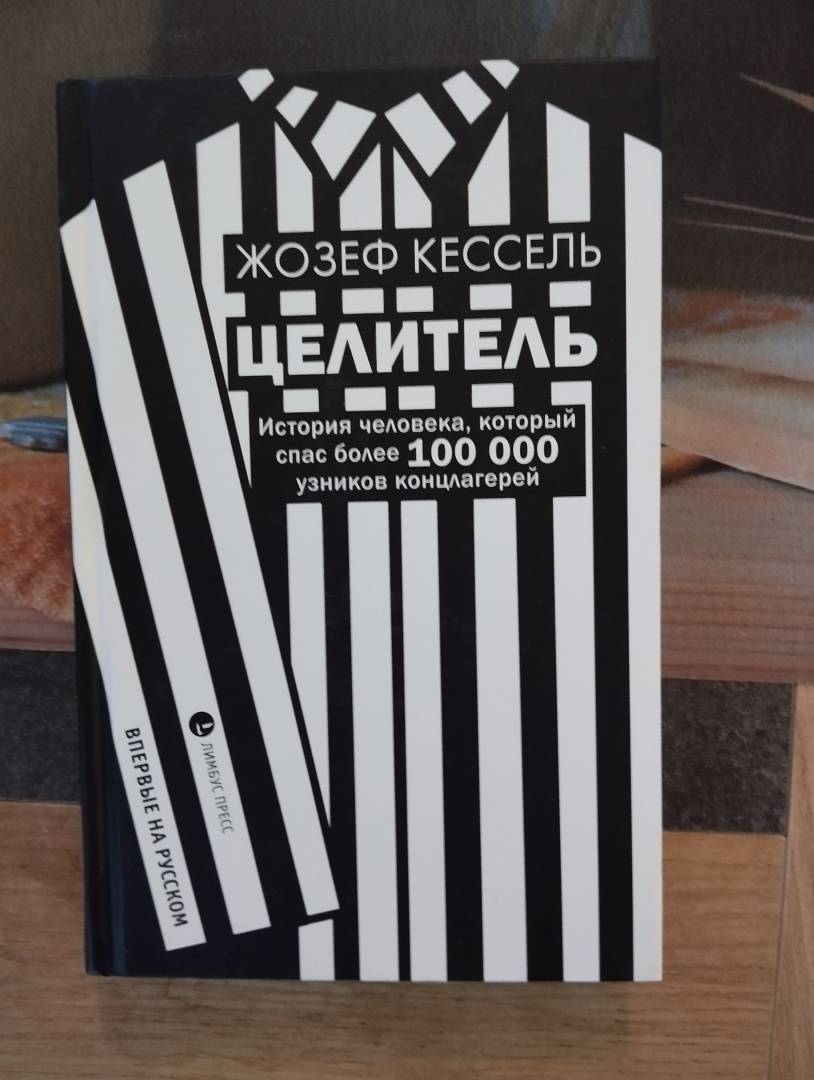 ЖОЗЕФ КЕССЕЛЬ
ЦЕЛИТЕЛЬ
История человека, который
спас более 100 000
узников концлагерей
ЛИМБУС ПРЕСС
ВПЕРВЫЕ НА РУССКОМ